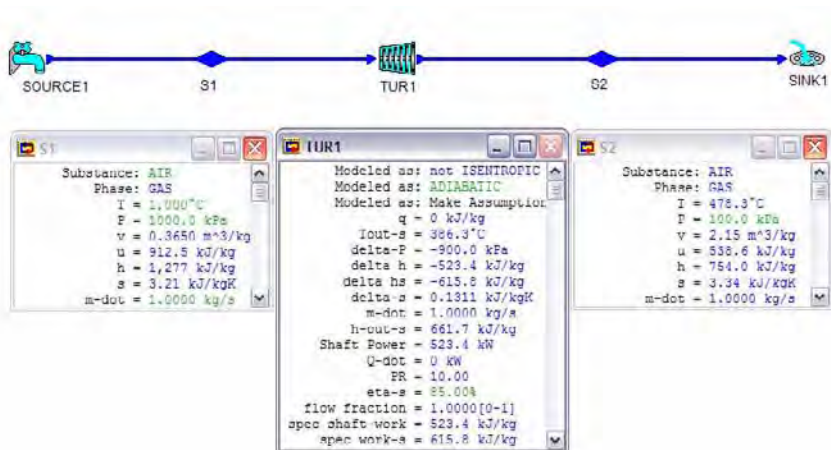 SOURCE1
S1
TUR1
S2
SINK1
S1
Substance: AIR
Phase: GAS
T = 1,000°C
P = 1000.0 kPa
v = 0.3650 m^3/kg
u = 912.5 kJ/kg
h = 1,277 kJ/kg
s = 3.21 kJ/kgK
m-dot = 1.0000 kg/s
TUR1
Modeled as: not ISENTROPIC
Modeled as: ADIABATIC
Modeled as: Make Assumption
q = 0 kJ/kg
Tout-s = 386.3°C
delta-P = -900.0 kPa
delta h = -523.4 kJ/kg
delta hs = -615.8 kJ/kg
delta-s = 0.1311 kJ/kgK
m-dot = 1.0000 kg/s
h-out-s = 661.7 kJ/kg
Shaft Power = 523.4 kW
Q-dot = 0 kW
PR = 10.00
eta-s = 85.00%
flow fraction = 1.0000[0-1]
spec shaft work = 523.4 kJ/kg
spec work-s = 615.8 kJ/kg
S2
Substance: AIR
Phase: GAS
T = 478.3°C
P = 100.0 kPa
v = 2.15 m^3/kg
u = 538.6 kJ/kg
h = 754.0 kJ/kg
s = 3.34 kJ/kgK
m-dot = 1.0000 kg/s